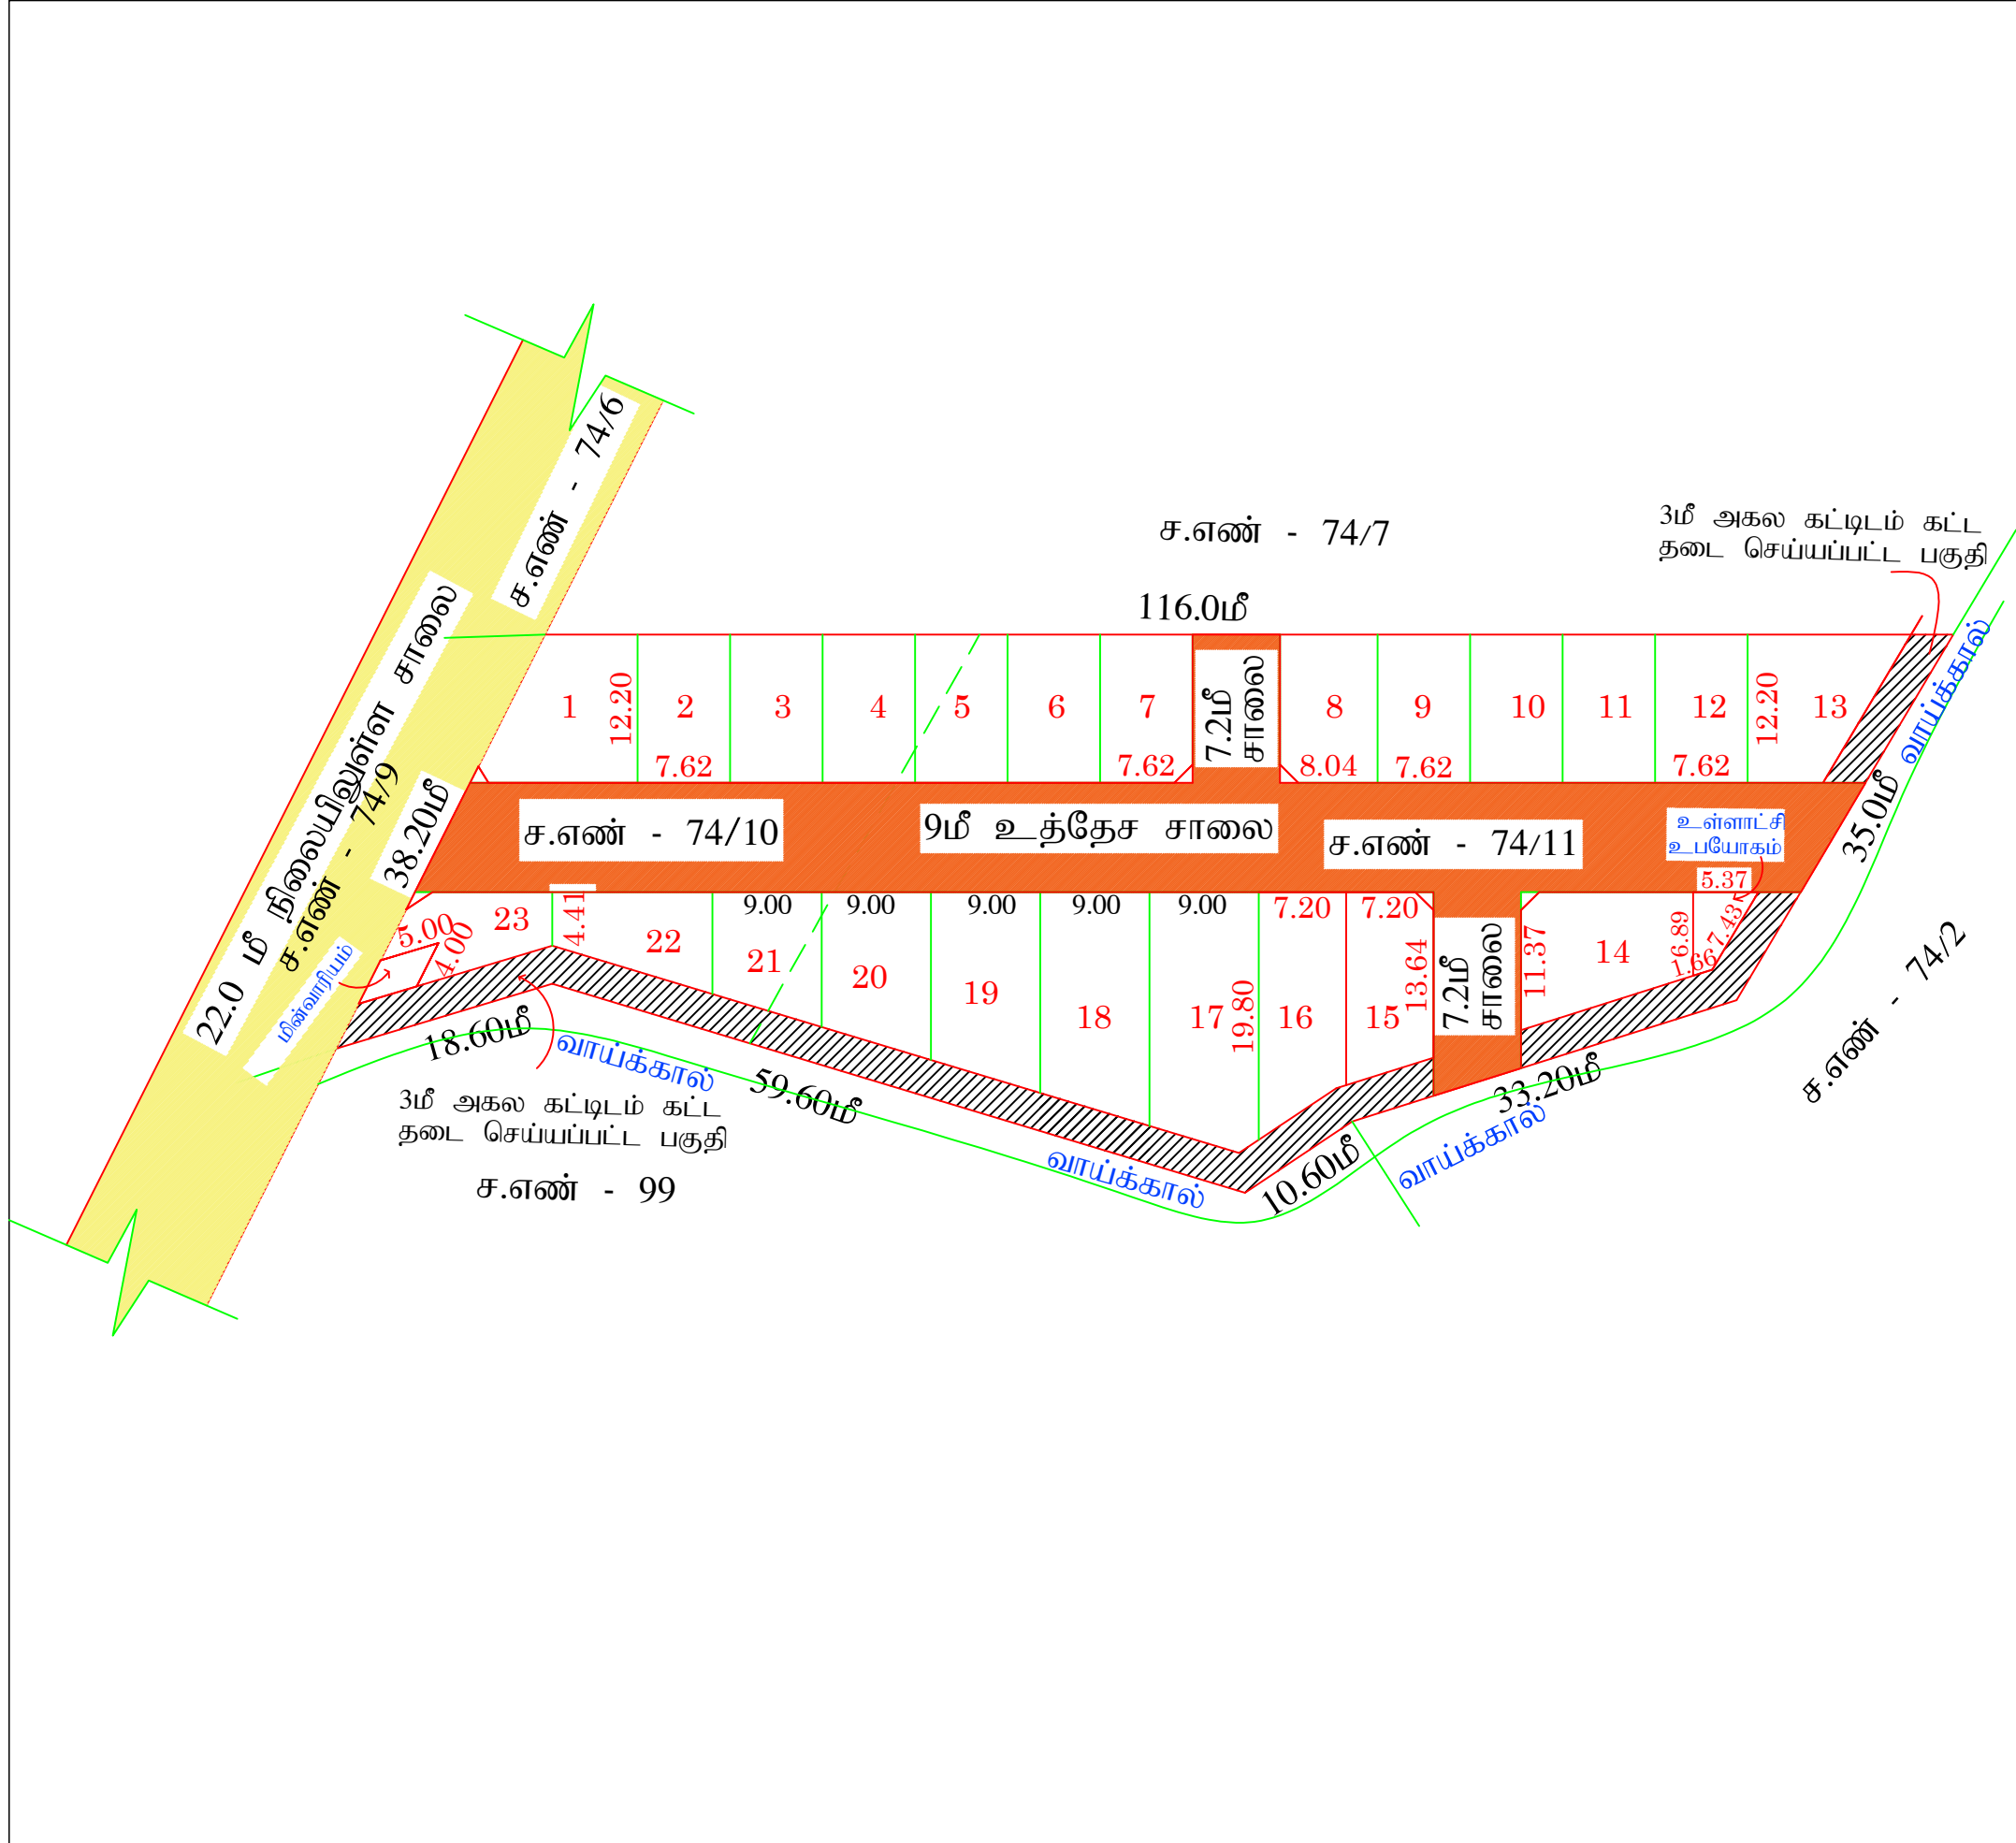 ச.எண் - 74/6
22.0 மீ நிலையிலுள்ள சாலை
ச.எண் - 74/9
38.20மீ
மின்வாரியம்
ச.எண் - 74/7
116.0மீ
3மீ அகல கட்டிடம் கட்ட
தடை செய்யப்பட்ட பகுதி
வாய்க்கால்
35.0மீ
1
12.20
2
7.62
3
4
5
6
7
7.62
7.2மீ
சாலை
8
8.04
9
7.62
10
11
12
7.62
12.20
13
ச.எண் - 74/10
9மீ உத்தேச சாலை
ச.எண் - 74/11
உள்ளாட்சி
உபயோகம்
5.37
5.00
4.00
23
4.41
22
9.00
21
9.00
20
9.00
19
9.00
18
9.00
17
19.80
7.20
16
7.20
15
13.64
7.2மீ
சாலை
11.37
14
6.89
7.43
1.66
ச.எண் - 74/2
18.60மீ
வாய்க்கால்
59.60மீ
வாய்க்கால்
10.60மீ
33.20மீ
வாய்க்கால்
3மீ அகல கட்டிடம் கட்ட
தடை செய்யப்பட்ட பகுதி
ச.எண் - 99